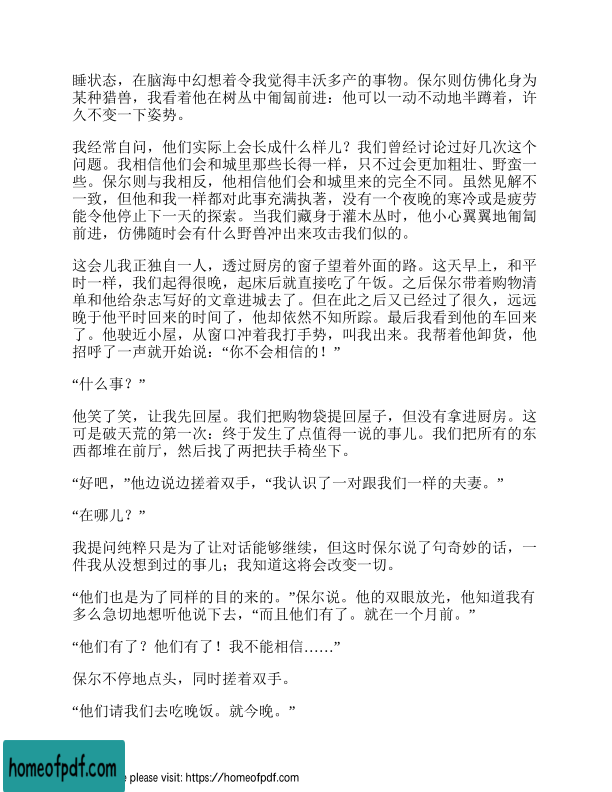 睡状态，在脑海中幻想着令我觉得丰沃多产的事物。保尔则仿佛化身为
某种猎兽，我看着他在树丛中匍匐前进：他可以一动不动地半蹲着，许
久不变一下姿势。
我经常自问，他们实际上会长成什么样儿？我们曾经讨论过好几次这个
问题。我相信他们会和城里那些长得一样，只不过会更加粗壮、野蛮一
些。保尔则与我相反，他相信他们会和城里来的完全不同。虽然见解不
一致，但他和我一样都对此事充满执著，没有一个夜晚的寒冷或是疲劳
能令他停止下一天的探索。当我们藏身于灌木丛时，他小心翼翼地匍匐
前进，仿佛随时会有什么野兽冲出来攻击我们似的。
这会儿我正独自一人，透过厨房的窗子望着外面的路。这天早上，和平
时一样，我们起得很晚，起床后就直接吃了午饭。之后保尔带着购物清
单和他给杂志写好的文章进城去了。但在此之后又已经过了很久，远远
晚于他平时回来的时间了，他却依然不知所踪。最后我看到他的车回来
了。他驶近小屋，从窗口冲着我打手势，叫我出来。我帮着他卸货，他
招呼了一声就开始说：“你不会相信的！”
“什么事？”
他笑了笑，让我先回屋。我们把购物袋提回屋子，但没有拿进厨房。这
可是破天荒的第一次：终于发生了点值得一说的事儿。我们把所有的东
西都堆在前厅，然后找了两把扶手椅坐下。
“好吧，”他边说边搓着双手，“我认识了一对跟我们一样的夫妻。”
“在哪儿？”
我提问纯粹只是为了让对话能够继续，但这时保尔说了句奇妙的话，一
件我从没想到过的事儿；我知道这将会改变一切。
“他们也是为了同样的目的来的。”保尔说。他的双眼放光，他知道我有
多么急切地想听他说下去，“而且他们有了。就在一个月前。”
“他们有了？他们有了！我不能相信……”
保尔不停地点头，同时搓着双手。
“他们请我们去吃晚饭。就今晚。”
homeofpdf.com
e please visit: https://homeofpdf.com